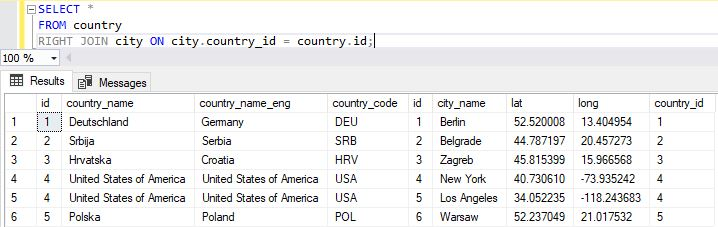 SELECT *
FROM country
RIGHT JOIN city ON city.country_id = country.id;
100 %
Results Messages
id country_name country_name_eng country_code id city_name lat long country_id
1 1 Deutschland Germany DEU 1 Berlin 52.520008 13.404954 1
2 2 Srbija Serbia SRB 2 Belgrade 44.787197 20.457273 2
3 3 Hrvatska Croatia HRV 3 Zagreb 45.815399 15.966568 3
4 4 United States of America United States of America USA 4 New York 40.730610 -73.935242 4
5 4 United States of America United States of America USA 5 Los Angeles 34.052235 -118.243683 4
6 5 Polska Poland POL 6 Warsaw 52.237049 21.017532 5